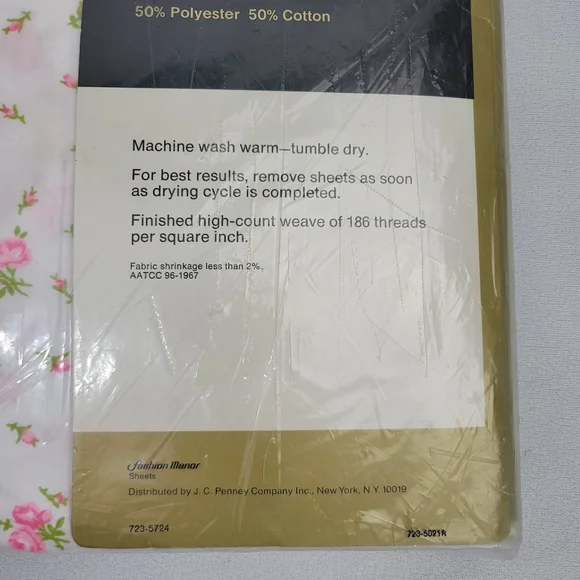 50% Polyester 50% Cotton
Machine wash warm—tumble dry.
For best results, remove sheets as soon
as drying cycle is completed.
Finished high-count weave of 186 threads
per square inch.
Fabric shrinkage less than 2%.
AATCC 96-1967
fashion manor
Sheets
Distributed by J. C. Penney Company Inc., New York, N.Y. 10019
723-5724